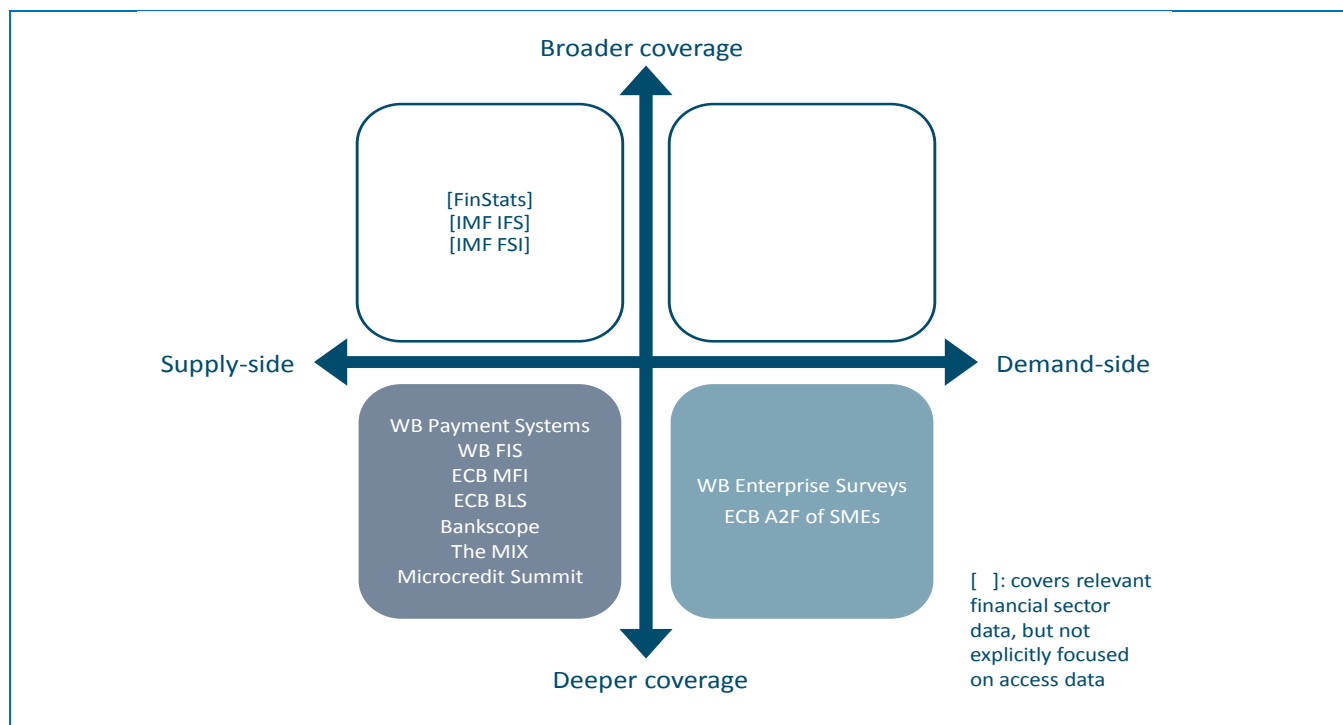 Broader coverage
[FinStats]
[IMF IFS]
[IMF FSI]
Supply-side
Demand-side
WB Payment Systems
WB FIS
ECB MFI
ECB BLS
Bankscope
The MIX
Microcredit Summit
WB Enterprise Surveys
ECB A2F of SMEs
[ ]: covers relevant
financial sector
data, but not
explicitly focused
on access data
Deeper coverage